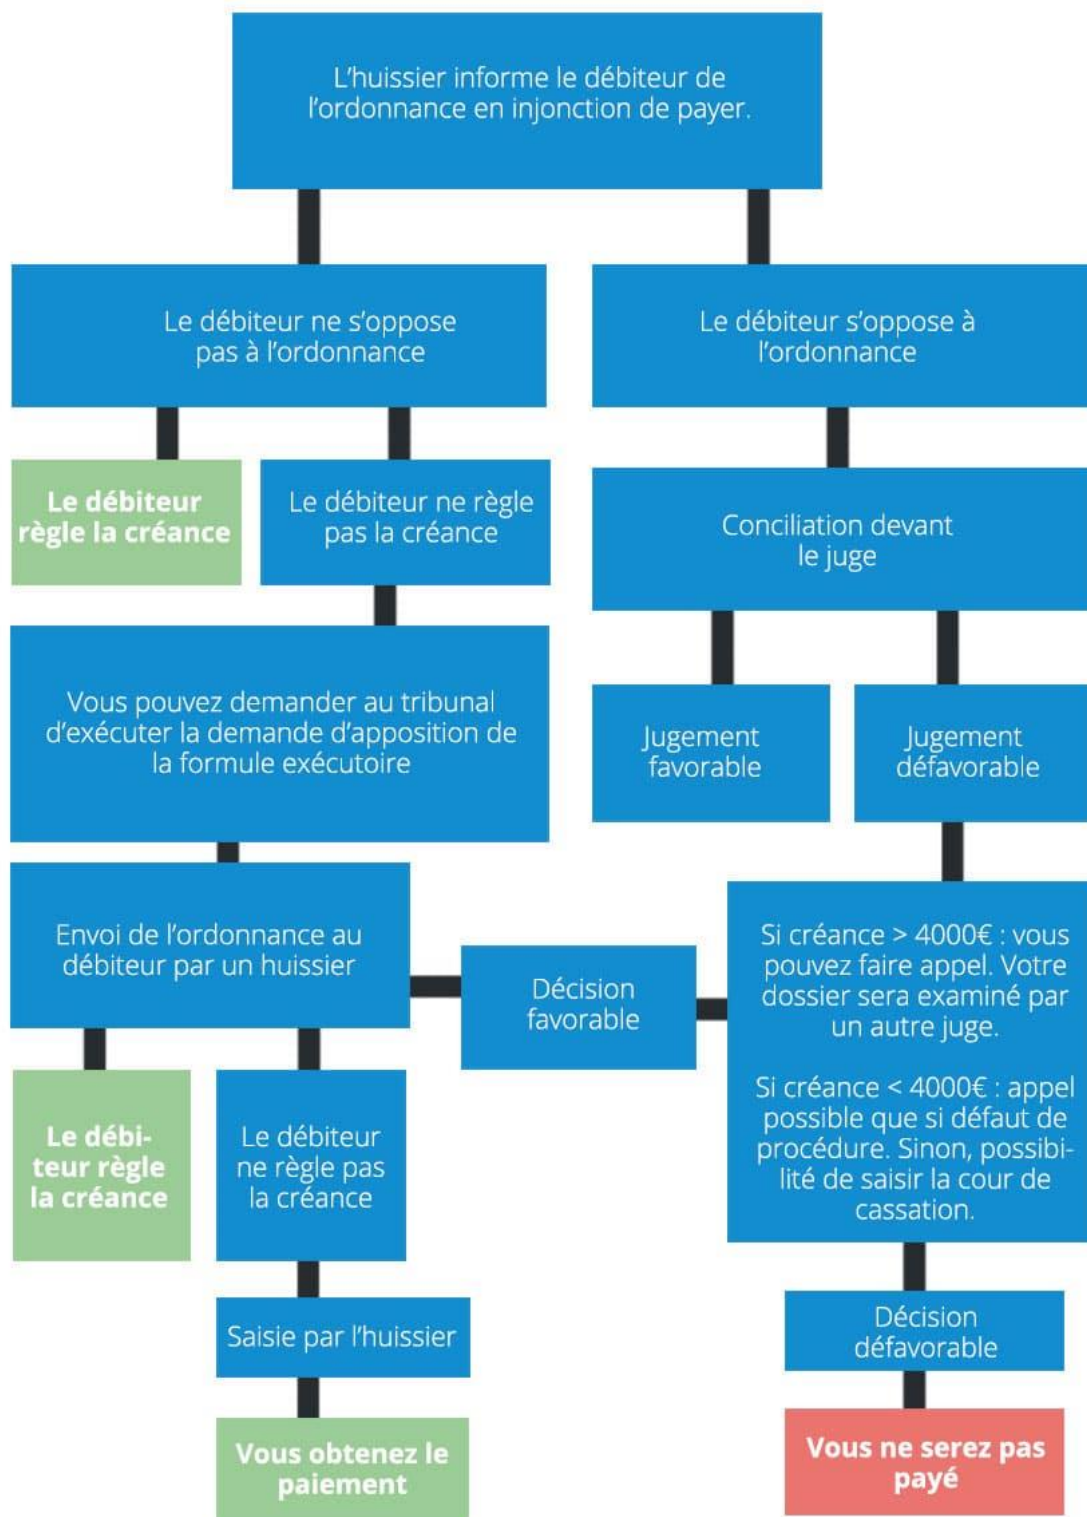 L'huissier informe le débiteur de
l'ordonnance en injonction de payer.
Le débiteur ne s'oppose
pas à l'ordonnance
Le débiteur s'oppose à
l'ordonnance
Le débiteur
règle la créance
Le débiteur ne règle
pas la créance
Conciliation devant
le juge
Vous pouvez demander au tribunal
d'exécuter la demande d'apposition de
la formule exécutoire
Jugement
favorable
Jugement
défavorable
Envoi de l'ordonnance au
débiteur par un huissier
Décision
favorable
Si créance > 4000€ : vous
pouvez faire appel. Votre
dossier sera examiné par
un autre juge.
Si créance < 4000€ : appel
possible que si défaut de
procédure. Sinon, possibi-
lité de saisir la cour de
cassation.
Le débi-
teur règle
la créance
Le débiteur
ne règle pas
la créance
Saisie par l'huissier
Décision
défavorable
Vous obtenez le
paiement
Vous ne serez pas
payé